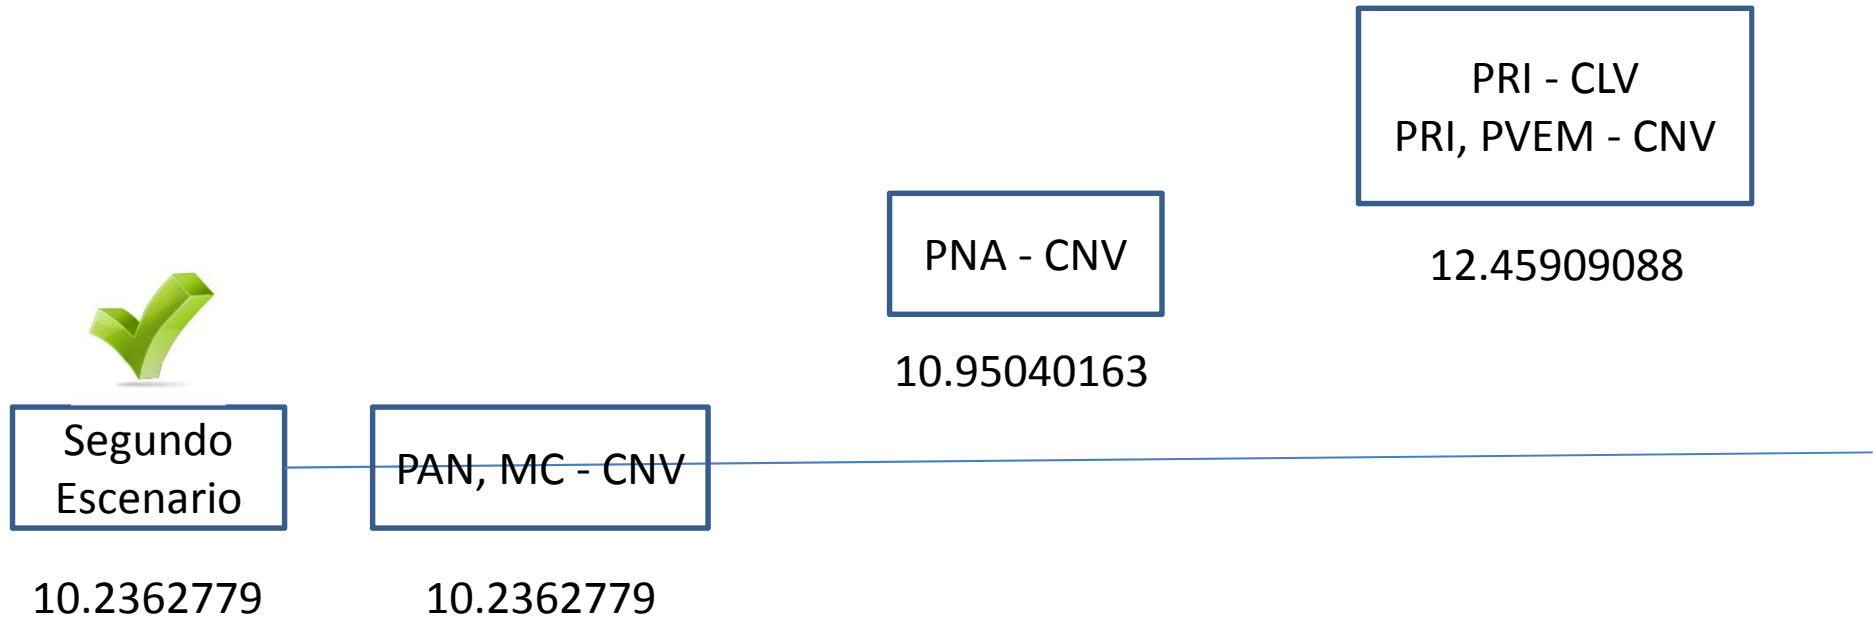 PRI - CLV
PRI, PVEM - CNV
12.45909088
PNA - CNV
10.95040163
Segundo
Escenario
10.2362779
PAN, MC - CNV
10.2362779